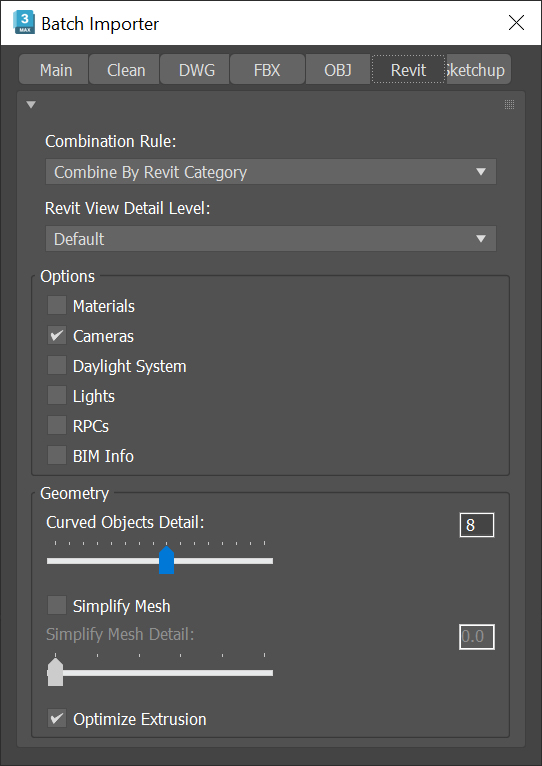 3
MAX
Batch Importer
Main Clean DWG FBX OBJ Revit Sketchup
Combination Rule:
Combine By Revit Category
Revit View Detail Level:
Default
Options
Materials
Cameras
Daylight System
Lights
RPCs
BIM Info
Geometry
Curved Objects Detail: 8
Simplify Mesh
Simplify Mesh Detail: 0.0
Optimize Extrusion